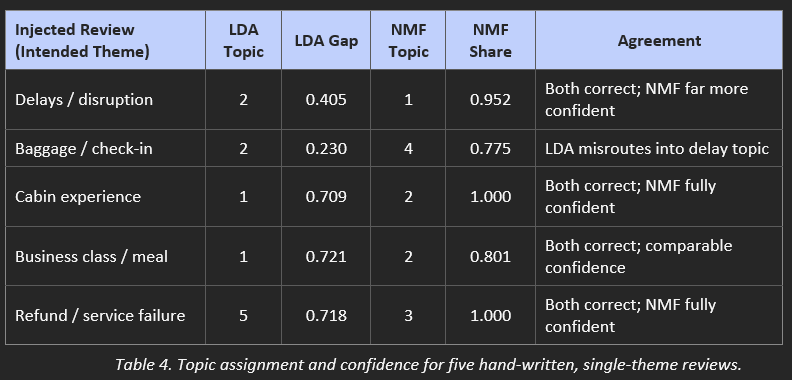 Injected Review (Intended Theme) LDA Topic LDA Gap NMF Topic NMF Share Agreement
Delays / disruption 2 0.405 1 0.952 Both correct; NMF far more confident
Baggage / check-in 2 0.230 4 0.775 LDA misroutes into delay topic
Cabin experience 1 0.709 2 1.000 Both correct; NMF fully confident
Business class / meal 1 0.721 2 0.801 Both correct; comparable confidence
Refund / service failure 5 0.718 3 1.000 Both correct; NMF fully confident
Table 4. Topic assignment and confidence for five hand-written, single-theme reviews.